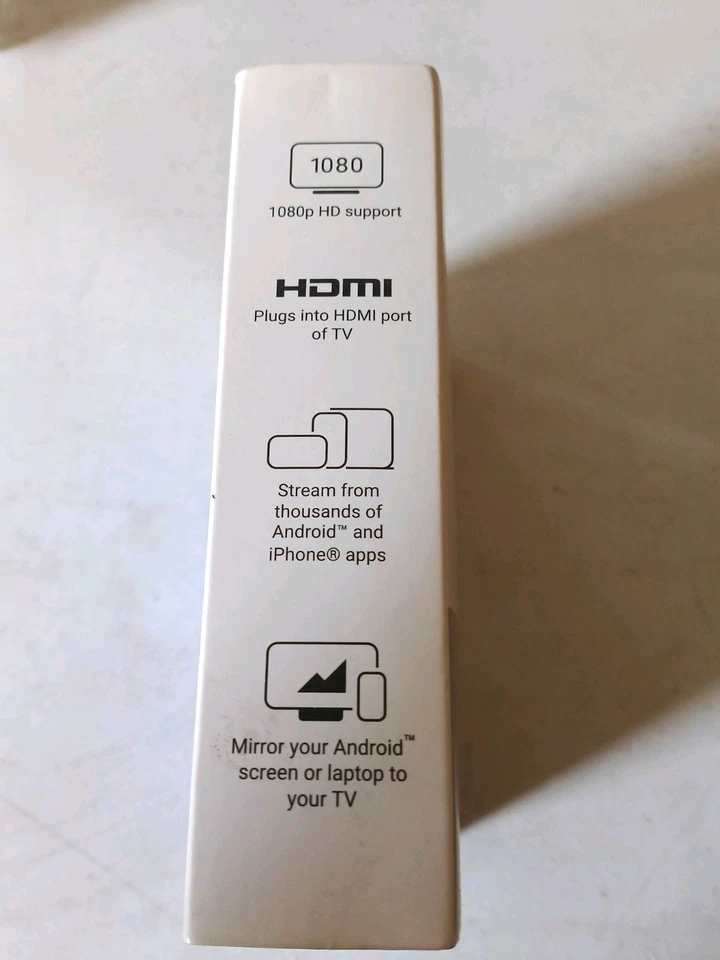 1080
1080p HD support
HDMI
Plugs into HDMI port
of TV
Stream from
thousands of
Android™ and
iPhone® apps
Mirror your Android™
screen or laptop to
your TV